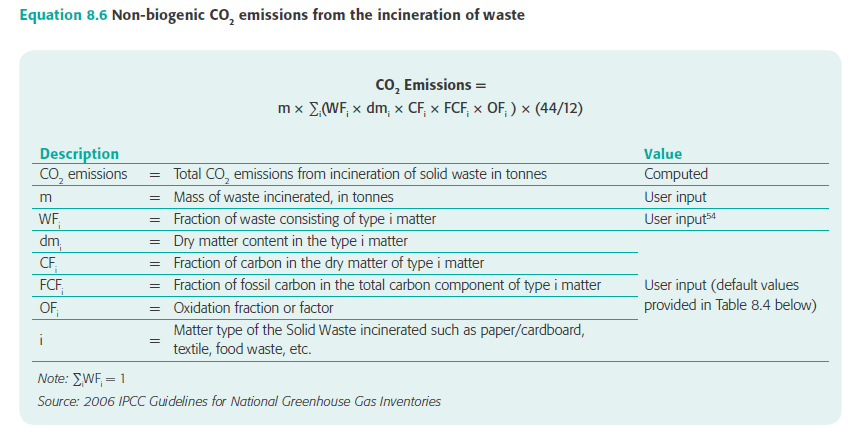 Equation 8.6 Non-biogenic CO₂ emissions from the incineration of waste
CO₂ Emissions =
m × ∑ᵢ(WFᵢ × dmᵢ × CFᵢ × FCFᵢ × OFᵢ ) × (44/12)
Description Value
CO₂ emissions = Total CO₂ emissions from incineration of solid waste in tonnes Computed
m = Mass of waste incinerated, in tonnes User input
WFᵢ = Fraction of waste consisting of type i matter User input⁵⁴
dmᵢ = Dry matter content in the type i matter
CFᵢ = Fraction of carbon in the dry matter of type i matter
FCFᵢ = Fraction of fossil carbon in the total carbon component of type i matter User input (default values
OFᵢ = Oxidation fraction or factor provided in Table 8.4 below)
i = Matter type of the Solid Waste incinerated such as paper/cardboard,
textile, food waste, etc.
Note: ∑ᵢWFᵢ = 1
Source: 2006 IPCC Guidelines for National Greenhouse Gas Inventories